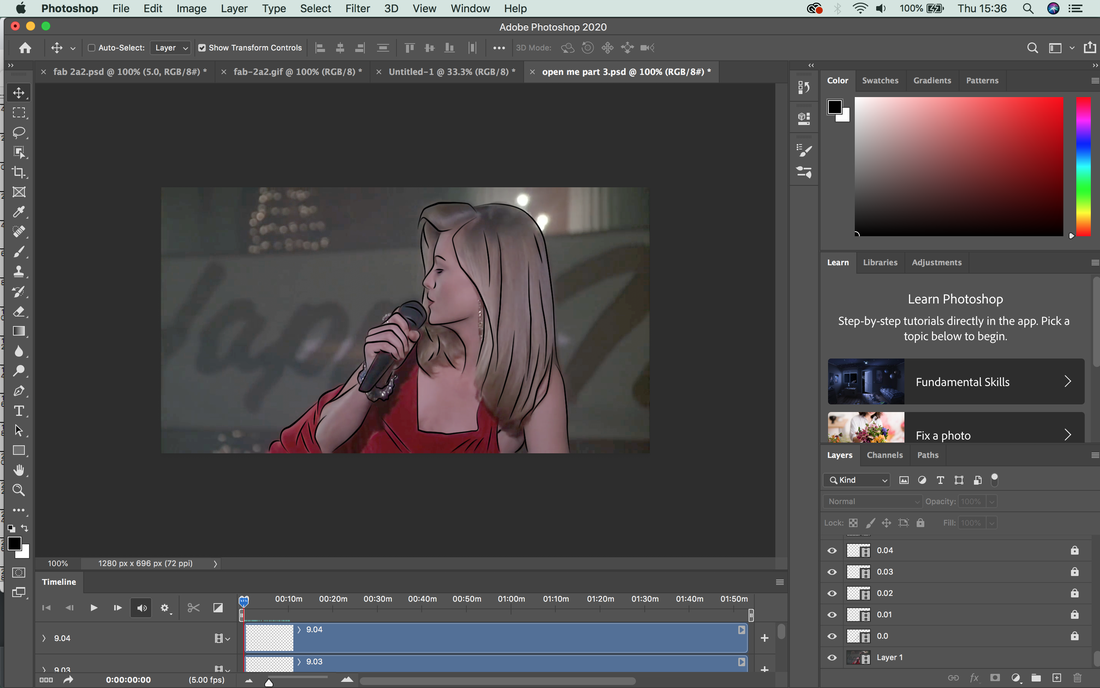 Photoshop File Edit Image Layer Type Select Filter 3D View Window Help 100% Thu 15:36
Adobe Photoshop 2020
Auto-Select: Layer Show Transform Controls 3D Mode:
× fab 2a2.psd @ 100% (5.0, RGB/8#) * × fab-2a2.gif @ 100% (RGB/8) * × Untitled-1 @ 33.3% (RGB/8) * × open me part 3.psd @ 100% (RGB/8#) *
Color Swatches Gradients Patterns
Happy
Learn Libraries Adjustments
Learn Photoshop
Step-by-step tutorials directly in the app. Pick a
topic below to begin.
Fundamental Skills
Fix a photo
Layers Channels Paths
Kind
Normal Opacity: 100%
Lock: Fill: 100%
0.04
0.03
0.02
0.01
0.0
Layer 1
fx
100% 1280 px x 696 px (72 ppi)
Timeline
00:10m 00:20m 00:30m 00:40m 00:50m 01:00m 01:10m 01:20m 01:30m 01:40m 01:50m
9.04 9.04
9.03 9.03
0:00:00:00 (5.00 fps)